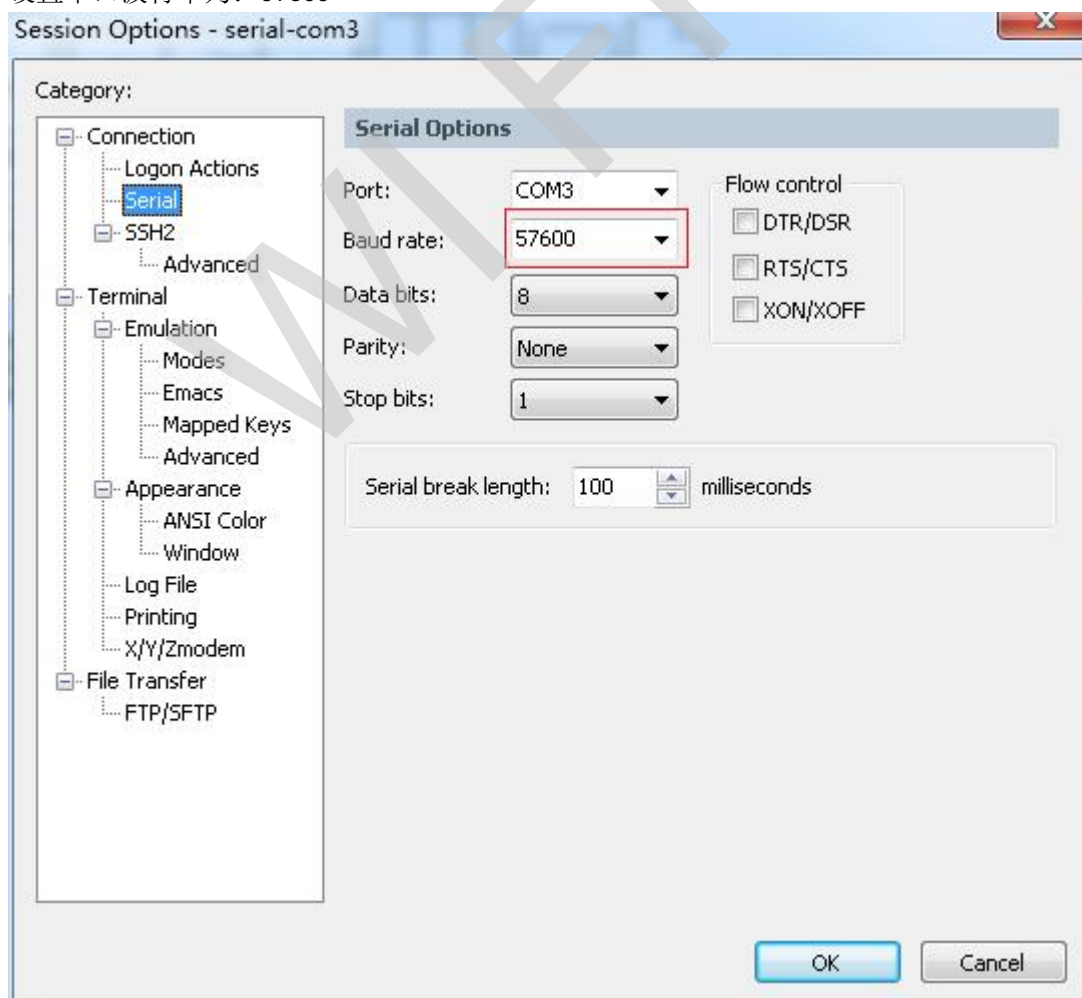 Session Options - serial-com3
Category:
Connection
Logon Actions
Serial
SSH2
Advanced
Terminal
Emulation
Modes
Emacs
Mapped Keys
Advanced
Appearance
ANSI Color
Window
Log File
Printing
X/Y/Zmodem
File Transfer
FTP/SFTP
Serial Options
Port: COM3
Baud rate: 57600
Data bits: 8
Parity: None
Stop bits: 1
Flow control
DTR/DSR
RTS/CTS
XON/XOFF
Serial break length: 100 milliseconds
OK Cancel